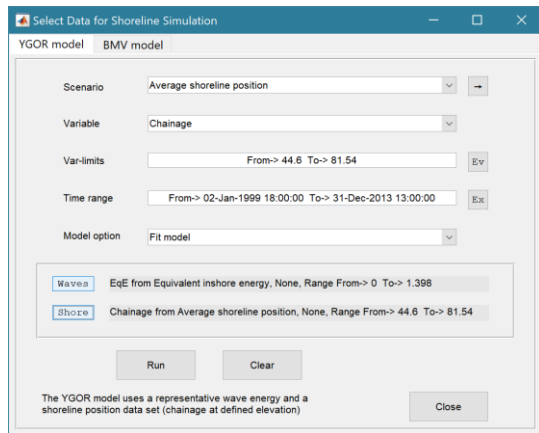 Select Data for Shoreline Simulation
YGOR model BMV model
Scenario Average shoreline position →
Variable Chainage
Var-limits From-> 44.6 To-> 81.54 Ev
Time range From-> 02-Jan-1999 18:00:00 To-> 31-Dec-2013 13:00:00 Ex
Model option Fit model
Waves EqE from Equivalent inshore energy, None, Range From-> 0 To-> 1.398
Shore Chainage from Average shoreline position, None, Range From-> 44.6 To-> 81.54
Run Clear
The YGOR model uses a representative wave energy and a
shoreline position data set (chainage at defined elevation)
Close